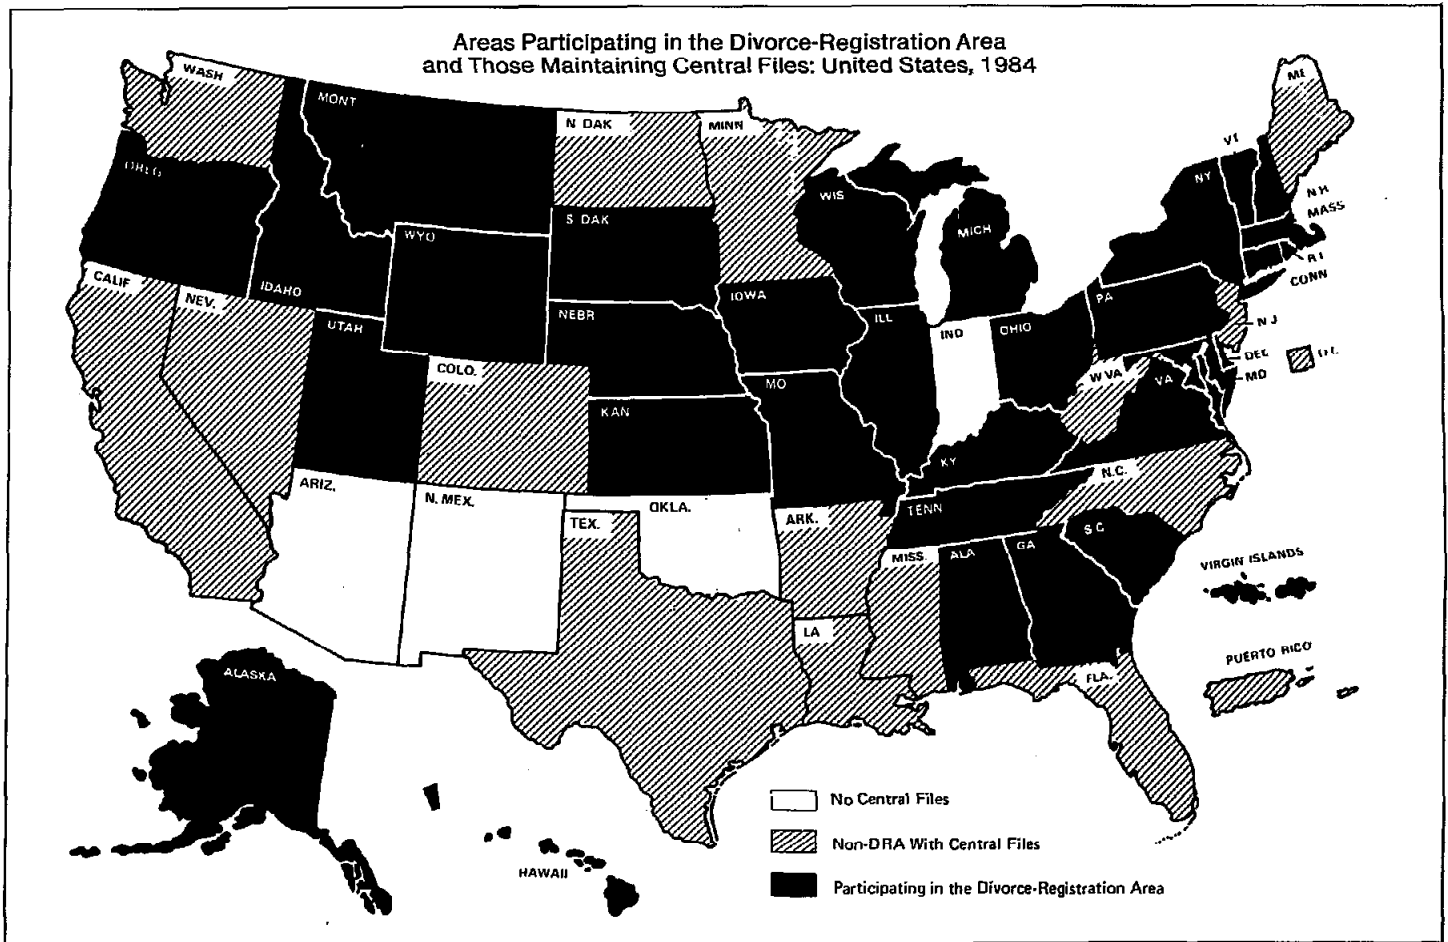 Areas Participating in the Divorce-Registration Area
and Those Maintaining Central Files: United States, 1984
WASH
MONT
N DAK
MINN
ME
OREG
IDAHO
WYO
S DAK
WIS
MICH
NY
VT
N H
MASS
R I
CONN
CALIF
NEV.
UTAH
COLO.
NEBR
IOWA
ILL
IND
OHIO
PA
N J
DEL
MD
W VA
VA
KAN
MO
KY
ARIZ.
N. MEX.
OKLA.
TEX.
ARK.
TENN
N.C.
S C
MISS.
ALA
GA
LA
FLA.
VIRGIN ISLANDS
PUERTO RICO
ALASKA
HAWAII
No Central Files
Non-DRA With Central Files
Participating in the Divorce-Registration Area